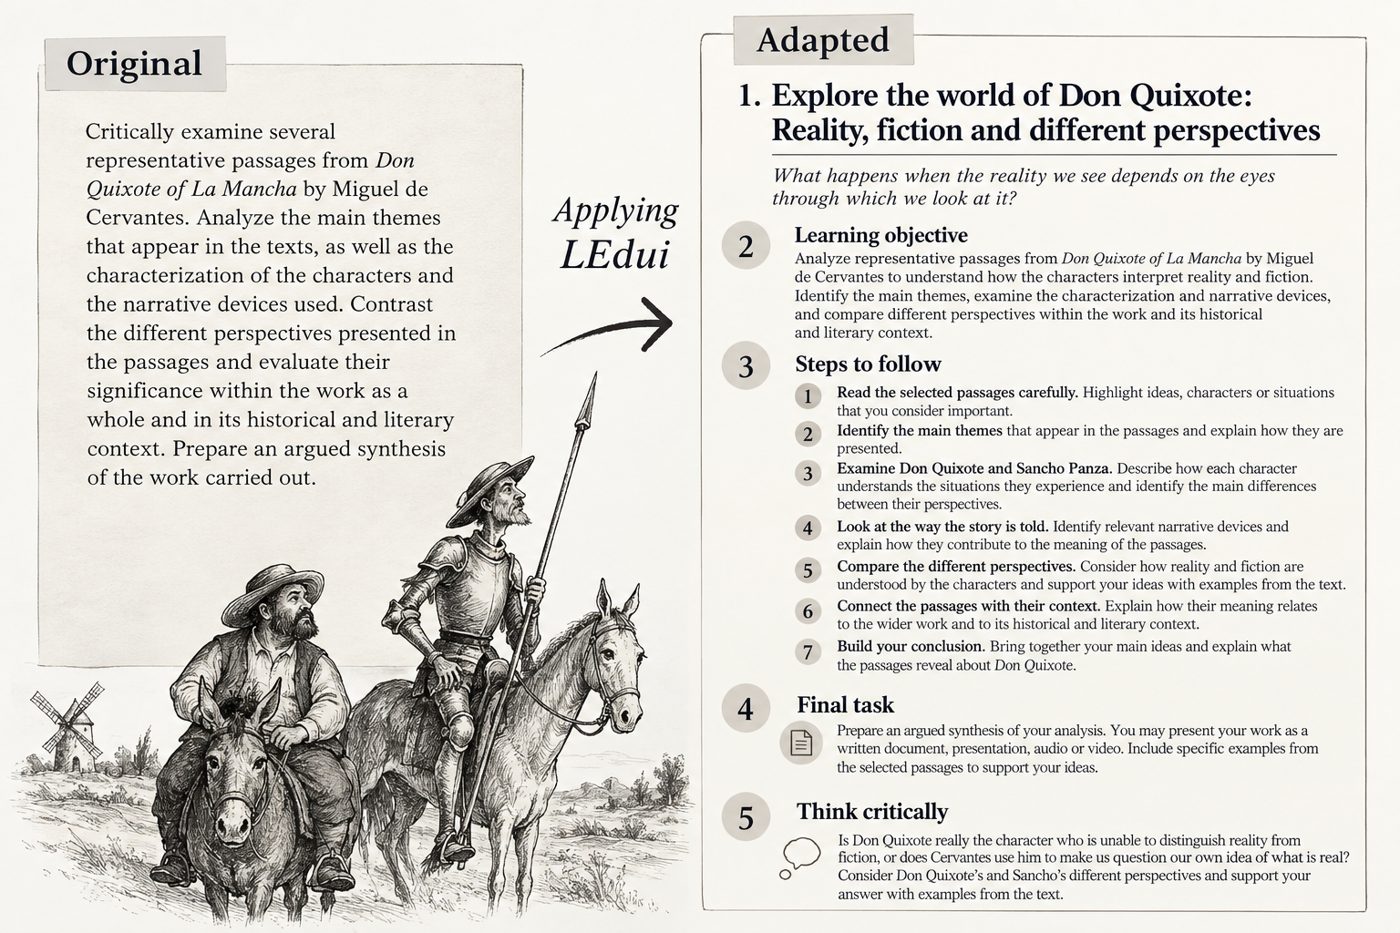 Original
Critically examine several
representative passages from Don
Quixote of La Mancha by Miguel de
Cervantes. Analyze the main themes
that appear in the texts, as well as the
characterization of the characters and
the narrative devices used. Contrast
the different perspectives presented in
the passages and evaluate their
significance within the work as a
whole and in its historical and literary
context. Prepare an argued synthesis
of the work carried out.
Applying
LEdui
Adapted
1. Explore the world of Don Quixote:
Reality, fiction and different perspectives
What happens when the reality we see depends on the eyes
through which we look at it?
2 Learning objective
Analyze representative passages from Don Quixote of La Mancha by Miguel
de Cervantes to understand how the characters interpret reality and fiction.
Identify the main themes, examine the characterization and narrative devices,
and compare different perspectives within the work and its historical
and literary context.
3 Steps to follow
1 Read the selected passages carefully. Highlight ideas, characters or situations
that you consider important.
2 Identify the main themes that appear in the passages and explain how they are
presented.
3 Examine Don Quixote and Sancho Panza. Describe how each character
understands the situations they experience and identify the main differences
between their perspectives.
4 Look at the way the story is told. Identify relevant narrative devices and
explain how they contribute to the meaning of the passages.
5 Compare the different perspectives. Consider how reality and fiction are
understood by the characters and support your ideas with examples from the text.
6 Connect the passages with their context. Explain how their meaning relates
to the wider work and to its historical and literary context.
7 Build your conclusion. Bring together your main ideas and explain what
the passages reveal about Don Quixote.
4 Final task
Prepare an argued synthesis of your analysis. You may present your work as a
written document, presentation, audio or video. Include specific examples from
the selected passages to support your ideas.
5 Think critically
Is Don Quixote really the character who is unable to distinguish reality from
fiction, or does Cervantes use him to make us question our own idea of what is real?
Consider Don Quixote's and Sancho's different perspectives and support your
answer with examples from the text.